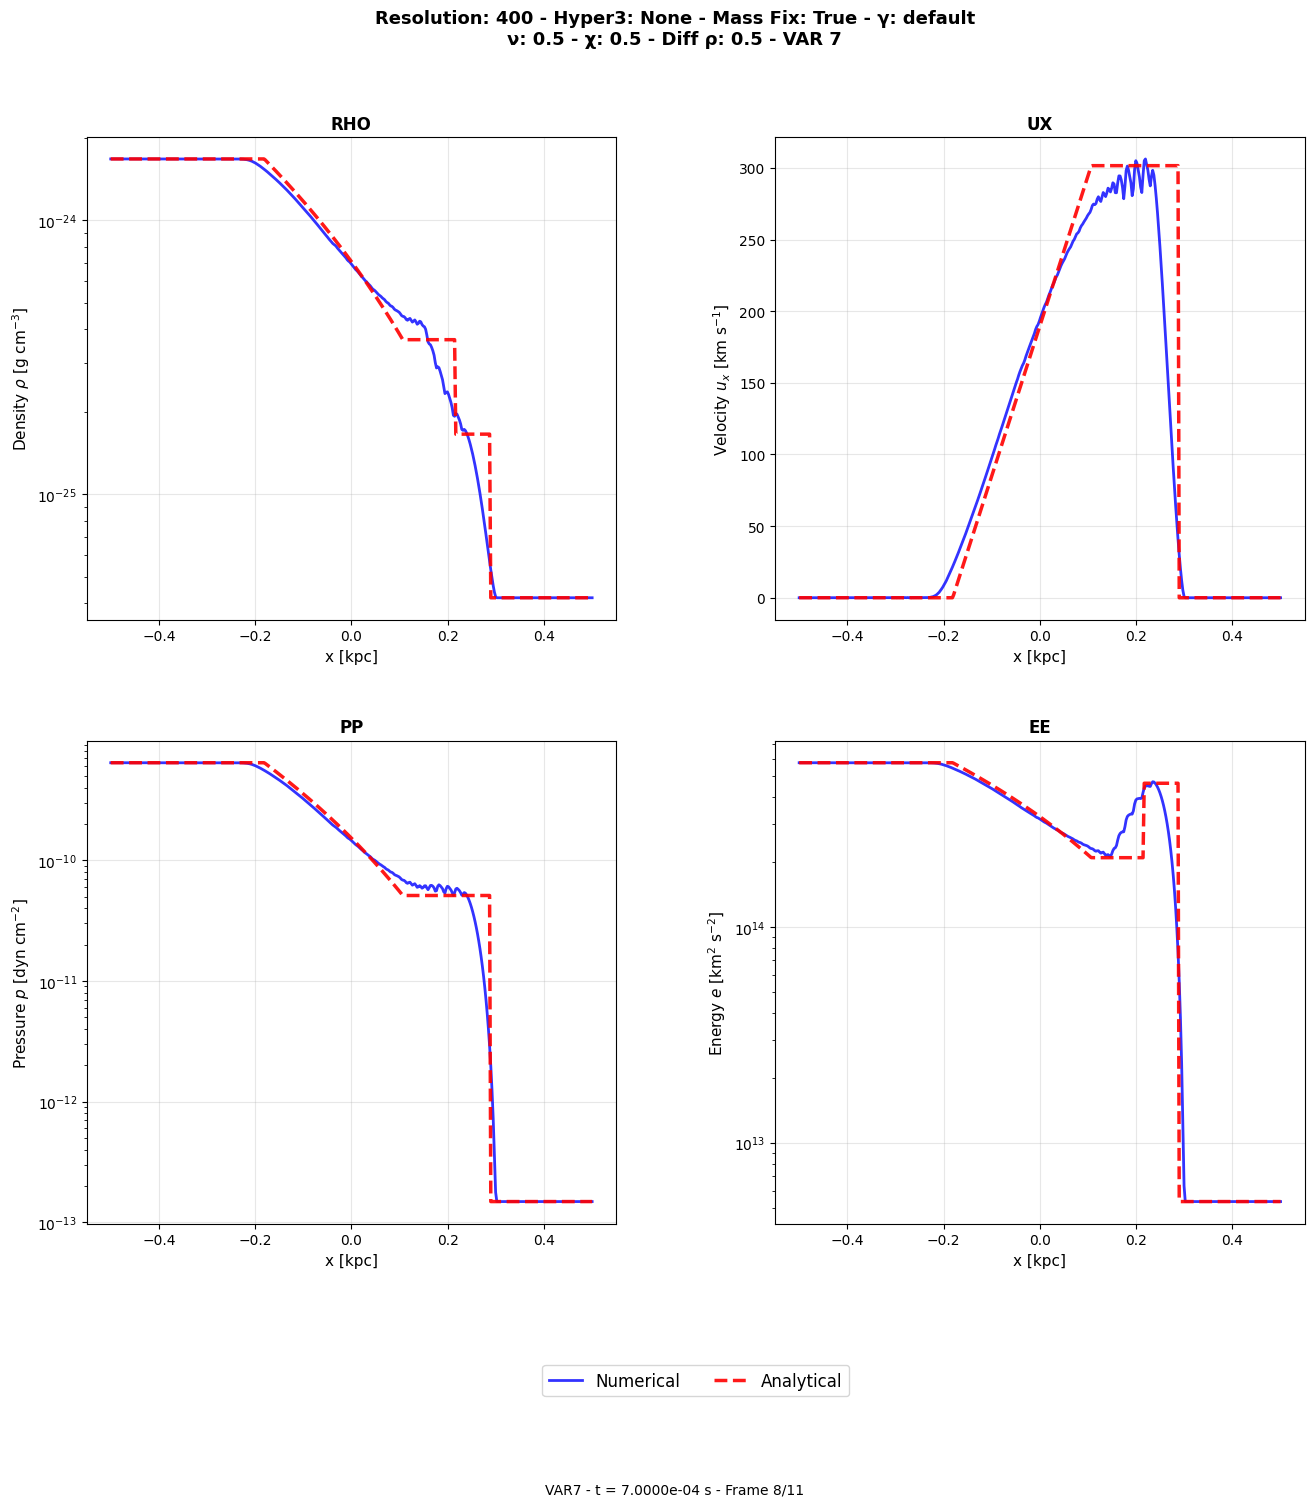 Resolution: 400 - Hyper3: None - Mass Fix: True - γ: default
ν: 0.5 - χ: 0.5 - Diff ρ: 0.5 - VAR 7
RHO
Density ρ [g cm⁻³]
10⁻²⁴
10⁻²⁵
−0.4 −0.2 0.0 0.2 0.4
x [kpc]
UX
Velocity uₓ [km s⁻¹]
300
250
200
150
100
50
0
−0.4 −0.2 0.0 0.2 0.4
x [kpc]
PP
Pressure p [dyn cm⁻²]
10⁻¹⁰
10⁻¹¹
10⁻¹²
10⁻¹³
−0.4 −0.2 0.0 0.2 0.4
x [kpc]
EE
Energy e [km² s⁻²]
10¹⁴
10¹³
−0.4 −0.2 0.0 0.2 0.4
x [kpc]
Numerical Analytical
VAR7 - t = 7.0000e-04 s - Frame 8/11